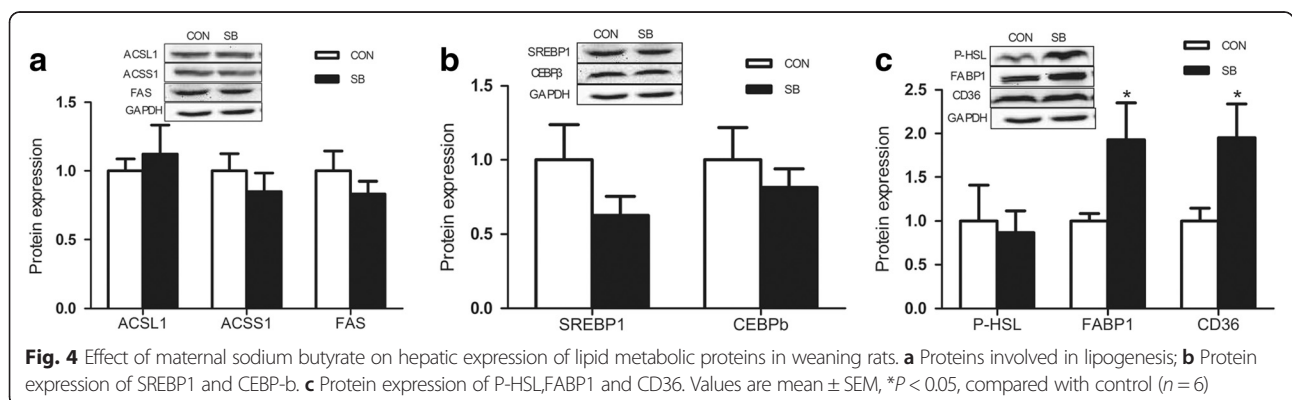 a
CON SB
ACSL1
ACSS1
FAS
GAPDH
CON
SB
Protein expression
1.5
1.0
0.5
0.0
ACSL1 ACSS1 FAS
b
CON SB
SREBP1
CEBPβ
GAPDH
CON
SB
Protein expression
1.5
1.0
0.5
0.0
SREBP1 CEBPb
c
CON SB
P-HSL
FABP1
CD36
GAPDH
CON
SB
Protein expression
2.5
2.0
1.5
1.0
0.5
0.0
* *
P-HSL FABP1 CD36
Fig. 4 Effect of maternal sodium butyrate on hepatic expression of lipid metabolic proteins in weaning rats. a Proteins involved in lipogenesis; b Protein
expression of SREBP1 and CEBP-b. c Protein expression of P-HSL,FABP1 and CD36. Values are mean ± SEM, *P < 0.05, compared with control (n = 6)